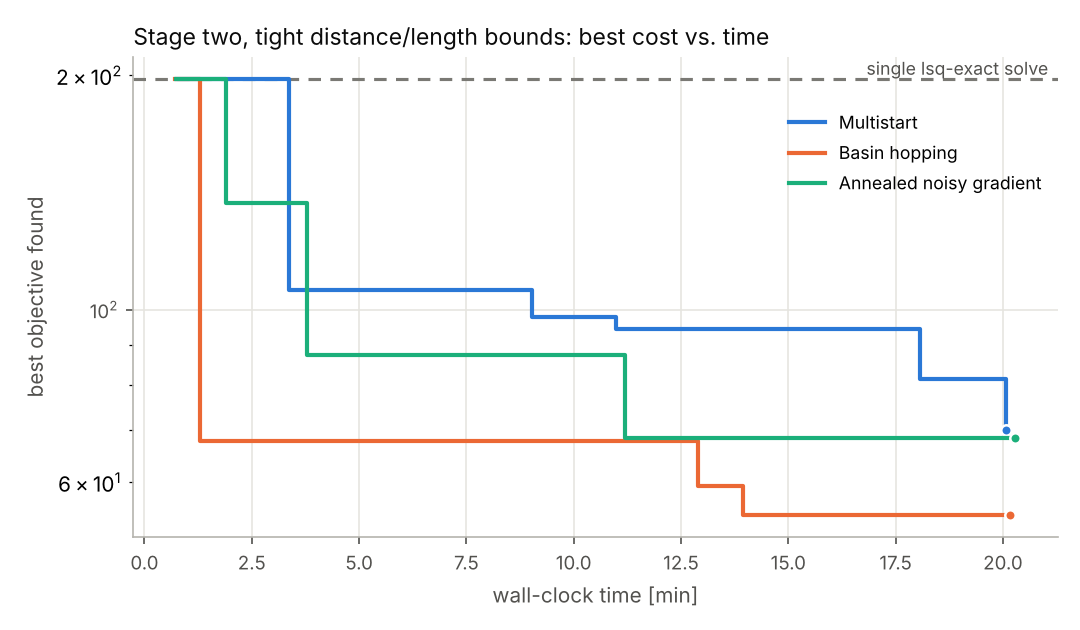 Stage two, tight distance/length bounds: best cost vs. time
single lsq-exact solve
Multistart
Basin hopping
Annealed noisy gradient
best objective found
2 × 10²
10²
6 × 10¹
0.0 2.5 5.0 7.5 10.0 12.5 15.0 17.5 20.0
wall-clock time [min]